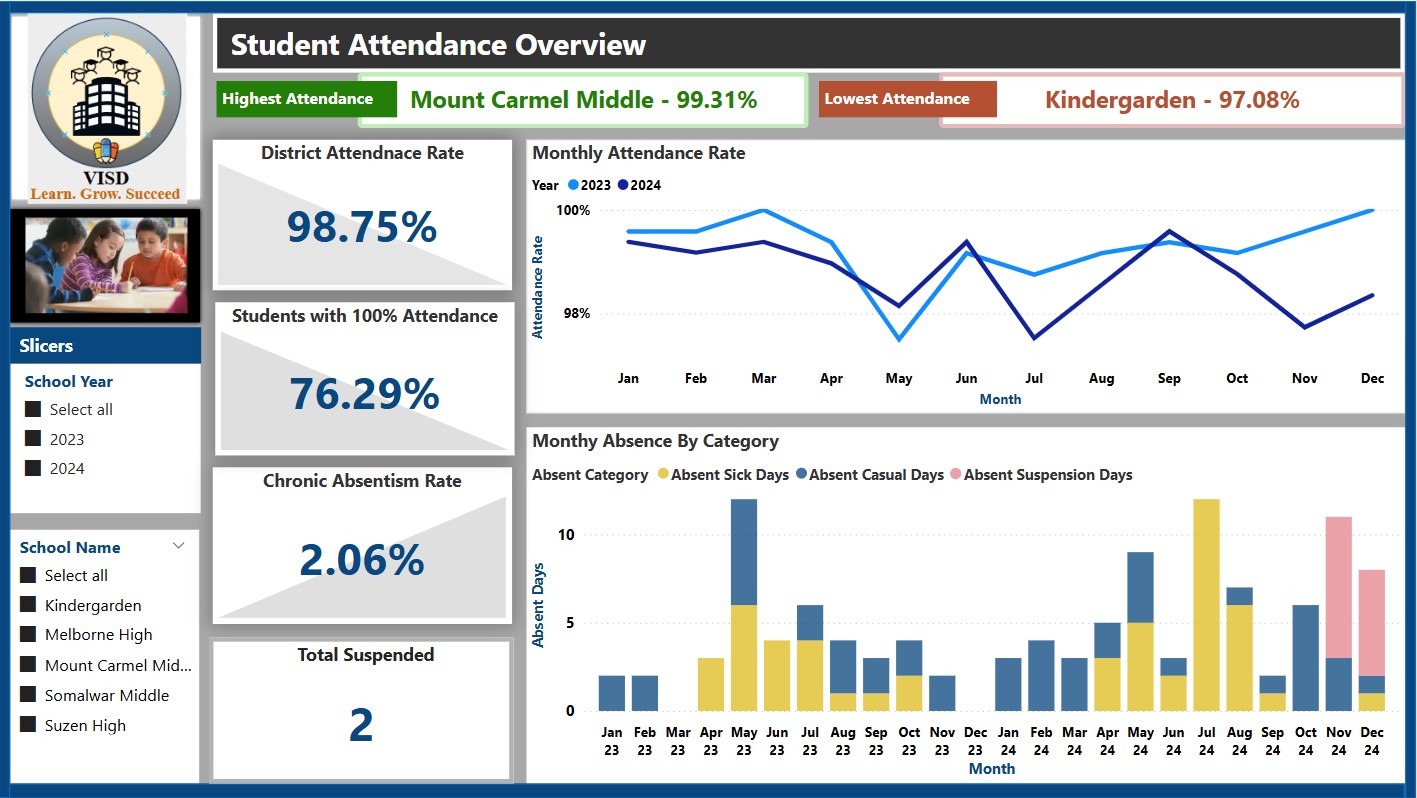 VISD
Learn. Grow. Succeed
Student Attendance Overview
Highest Attendance
Mount Carmel Middle - 99.31%
Lowest Attendance
Kindergarden - 97.08%
Slicers
School Year
Select all
2023
2024
School Name
Select all
Kindergarden
Melborne High
Mount Carmel Mid...
Somalwar Middle
Suzen High
District Attendnace Rate
98.75%
Students with 100% Attendance
76.29%
Chronic Absentism Rate
2.06%
Total Suspended
2
Monthly Attendance Rate
Year 2023 2024
Attendance Rate
100%
98%
Jan Feb Mar Apr May Jun Jul Aug Sep Oct Nov Dec
Month
Monthy Absence By Category
Absent Category Absent Sick Days Absent Casual Days Absent Suspension Days
Absent Days
10
5
0
Jan Feb Mar Apr May Jun Jul Aug Sep Oct Nov Dec Jan Feb Mar Apr May Jun Jul Aug Sep Oct Nov Dec
23 23 23 23 23 23 23 23 23 23 23 23 24 24 24 24 24 24 24 24 24 24 24 24
Month